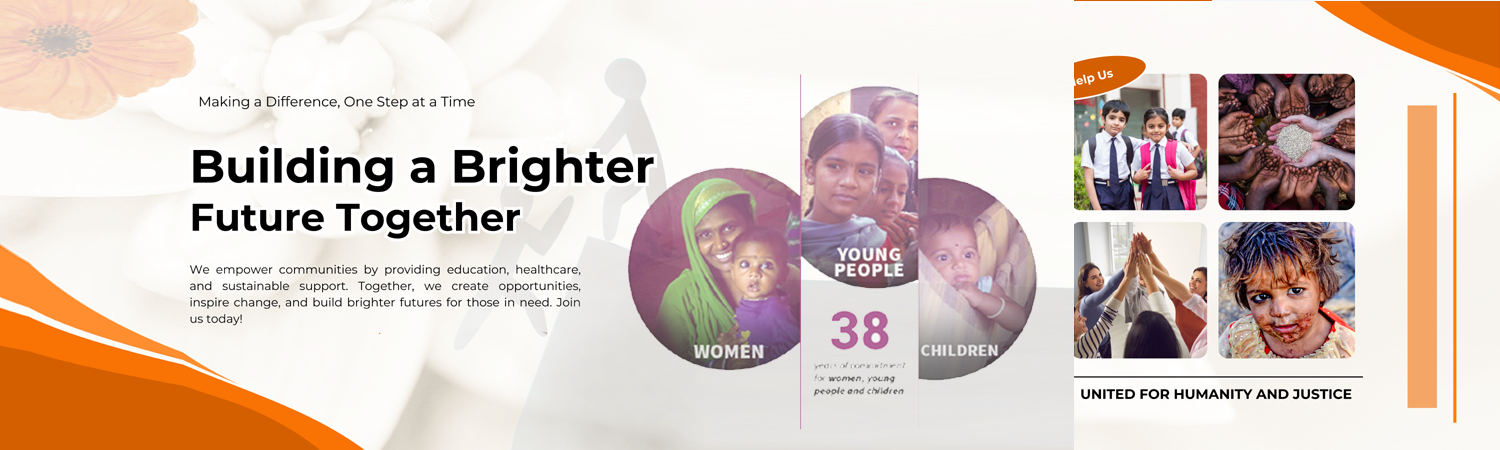 Making a Difference, One Step at a Time
Building a Brighter
Future Together
We empower communities by providing education, healthcare,
and sustainable support. Together, we create opportunities,
inspire change, and build brighter futures for those in need. Join
us today!
WOMEN
YOUNG
PEOPLE
38
years of commitment
for women, young
people and children
CHILDREN
elp Us
UNITED FOR HUMANITY AND JUSTICE